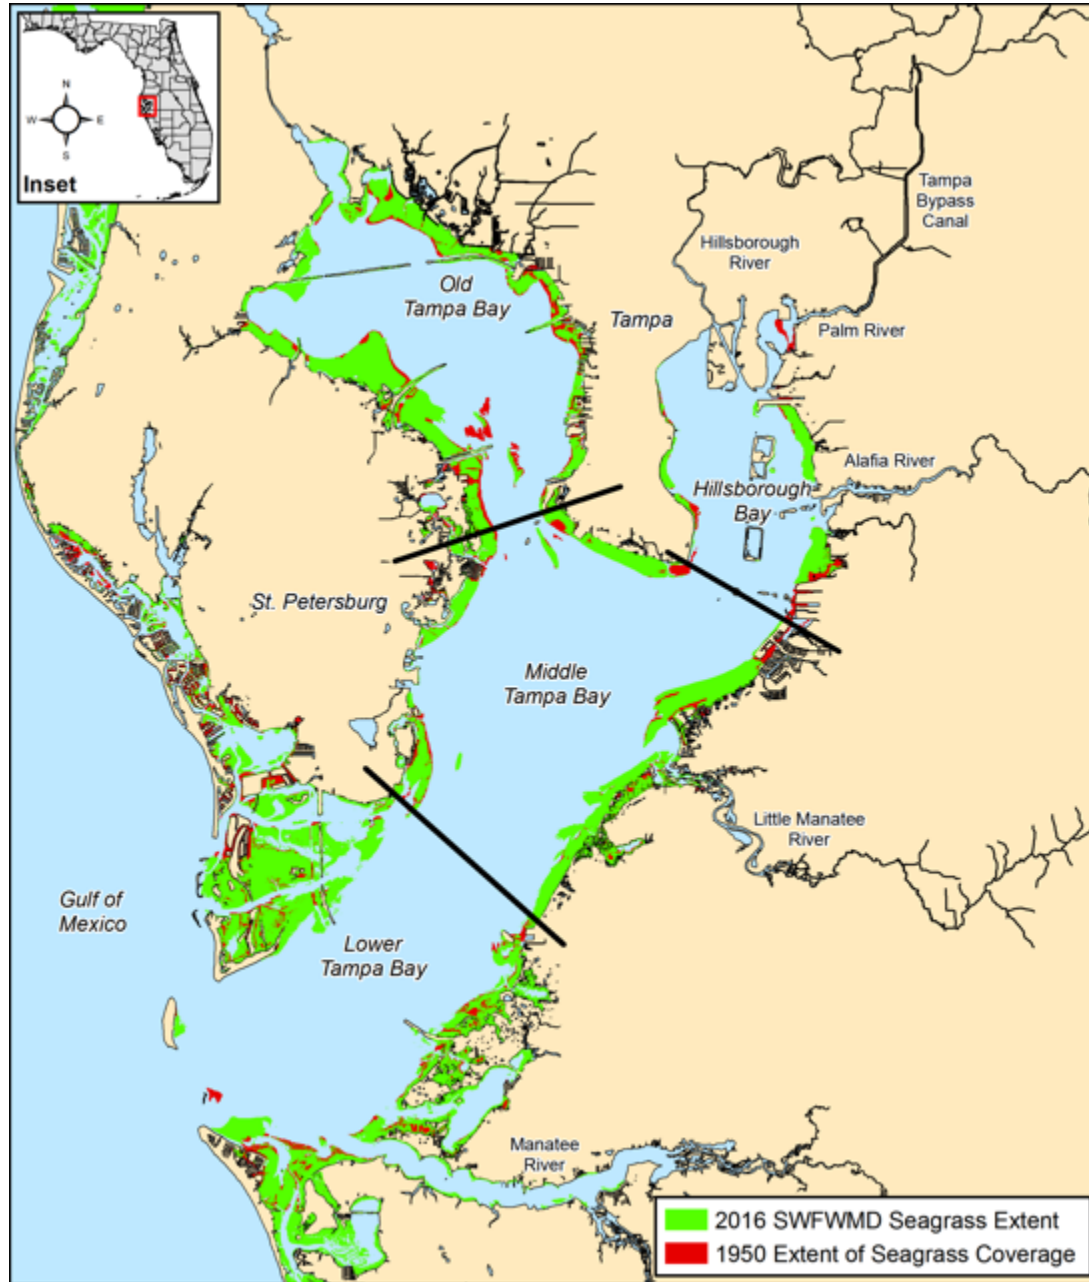 N
W
E
S
Inset
Tampa
Bypass
Canal
Hillsborough
River
Old
Tampa Bay
Tampa
Palm River
Alafia River
Hillsborough
Bay
St. Petersburg
Middle
Tampa Bay
Little Manatee
River
Gulf of
Mexico
Lower
Tampa Bay
Manatee
River
2016 SWFWMD Seagrass Extent
1950 Extent of Seagrass Coverage